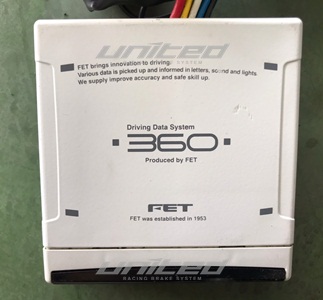 united
SYSTEM
FET brings innovation to driving.
Various data is picked up and informed in letters, sound and lights
We supply improve accuracy and safe skill up.
Driving Data System
360
Produced by FET
FET
FET was established in 1953
united
RACING BRAKE SYSTEM